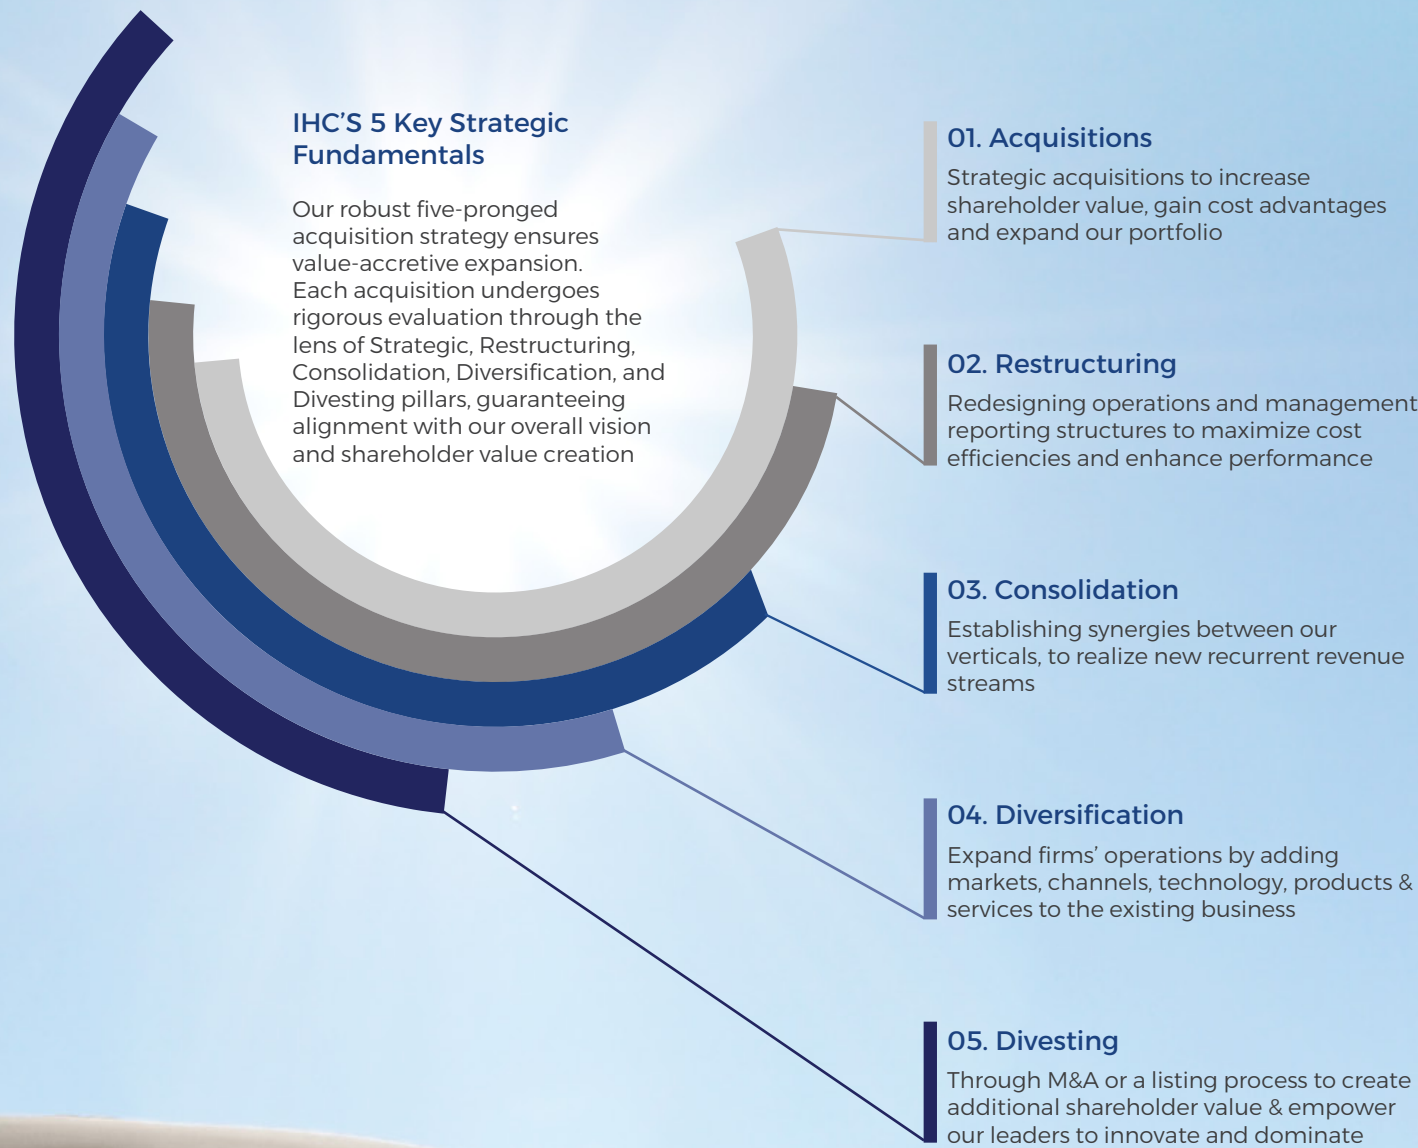 IHC’S 5 Key Strategic
Fundamentals
Our robust five-pronged
acquisition strategy ensures
value-accretive expansion.
Each acquisition undergoes
rigorous evaluation through the
lens of Strategic, Restructuring,
Consolidation, Diversification, and
Divesting pillars, guaranteeing
alignment with our overall vision
and shareholder value creation
01. Acquisitions
Strategic acquisitions to increase
shareholder value, gain cost advantages
and expand our portfolio
02. Restructuring
Redesigning operations and management
reporting structures to maximize cost
efficiencies and enhance performance
03. Consolidation
Establishing synergies between our
verticals, to realize new recurrent revenue
streams
04. Diversification
Expand firms’ operations by adding
markets, channels, technology, products &
services to the existing business
05. Divesting
Through M&A or a listing process to create
additional shareholder value & empower
our leaders to innovate and dominate